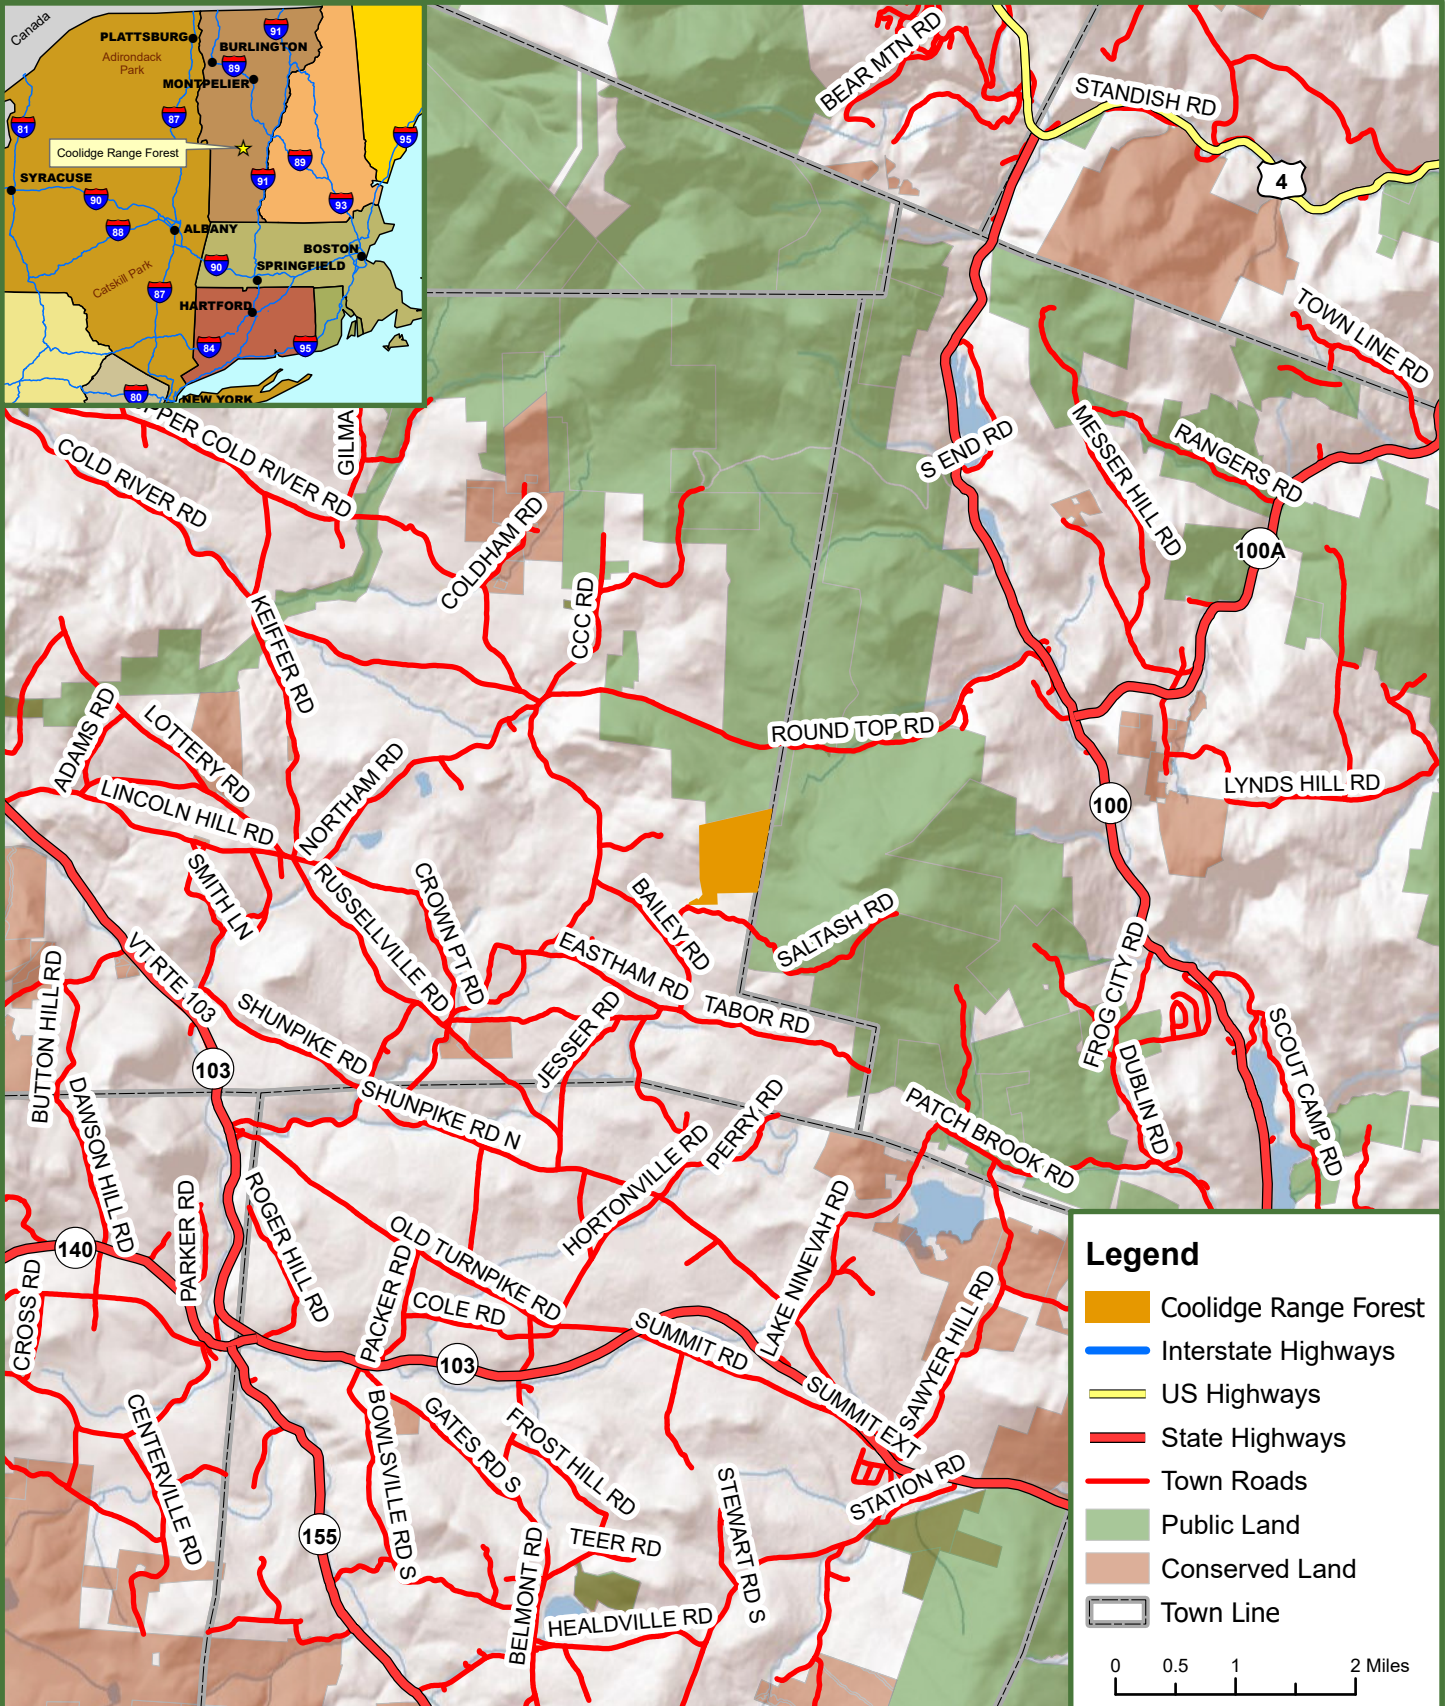 Canada
PLATTSBURG
Adirondack
Park
BURLINGTON
MONTPELIER
91
89
87
81
95
Coolidge Range Forest
SYRACUSE
90
89
91
93
88
ALBANY
BOSTON
90
SPRINGFIELD
Catskill Park
87
HARTFORD
84
95
80
NEW YORK
BEAR MTN RD
STANDISH RD
4
TOWN LINE RD
UPPER COLD RIVER RD
GILMA
COLD RIVER RD
S END RD
MESSER HILL RD
RANGERS RD
COLDHAM RD
100A
CCC RD
KEIFFER RD
ADAMS RD
LOTTERY RD
ROUND TOP RD
NORTHAM RD
LINCOLN HILL RD
LYNDS HILL RD
100
SMITH LN
RUSSELLVILLE RD
CROWN PT RD
BAILEY RD
SALTASH RD
VT RTE 103
EASTHAM RD
BUTTON HILL RD
SHUNPIKE RD
JESSER RD
TABOR RD
FROG CITY RD
SCOUT CAMP RD
103
DAWSON HILL RD
SHUNPIKE RD N
PERRY RD
PATCH BROOK RD
DUBLIN RD
HORTONVILLE RD
ROGER HILL RD
PARKER RD
LAKE NINEVAH RD
140
OLD TURNPIKE RD
PACKER RD
CROSS RD
COLE RD
SAWYER HILL RD
SUMMIT RD
103
SUMMIT EXT
CENTERVILLE RD
BOWLSVILLE RD S
GATES RD S
FROST HILL RD
STATION RD
STEWART RD S
155
TEER RD
BELMONT RD
HEALDVILLE RD
Legend
Coolidge Range Forest
Interstate Highways
US Highways
State Highways
Town Roads
Public Land
Conserved Land
Town Line
0 0.5 1 2 Miles